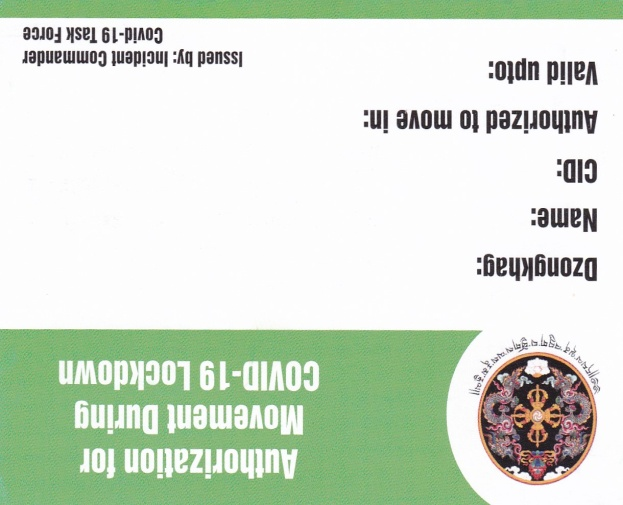 Authorization for
Movement During
COVID-19 Lockdown
Dzongkhag:
Name:
CID:
Authorized to move in:
Valid upto:
Issued by: Incident Commander
Covid-19 Task Force